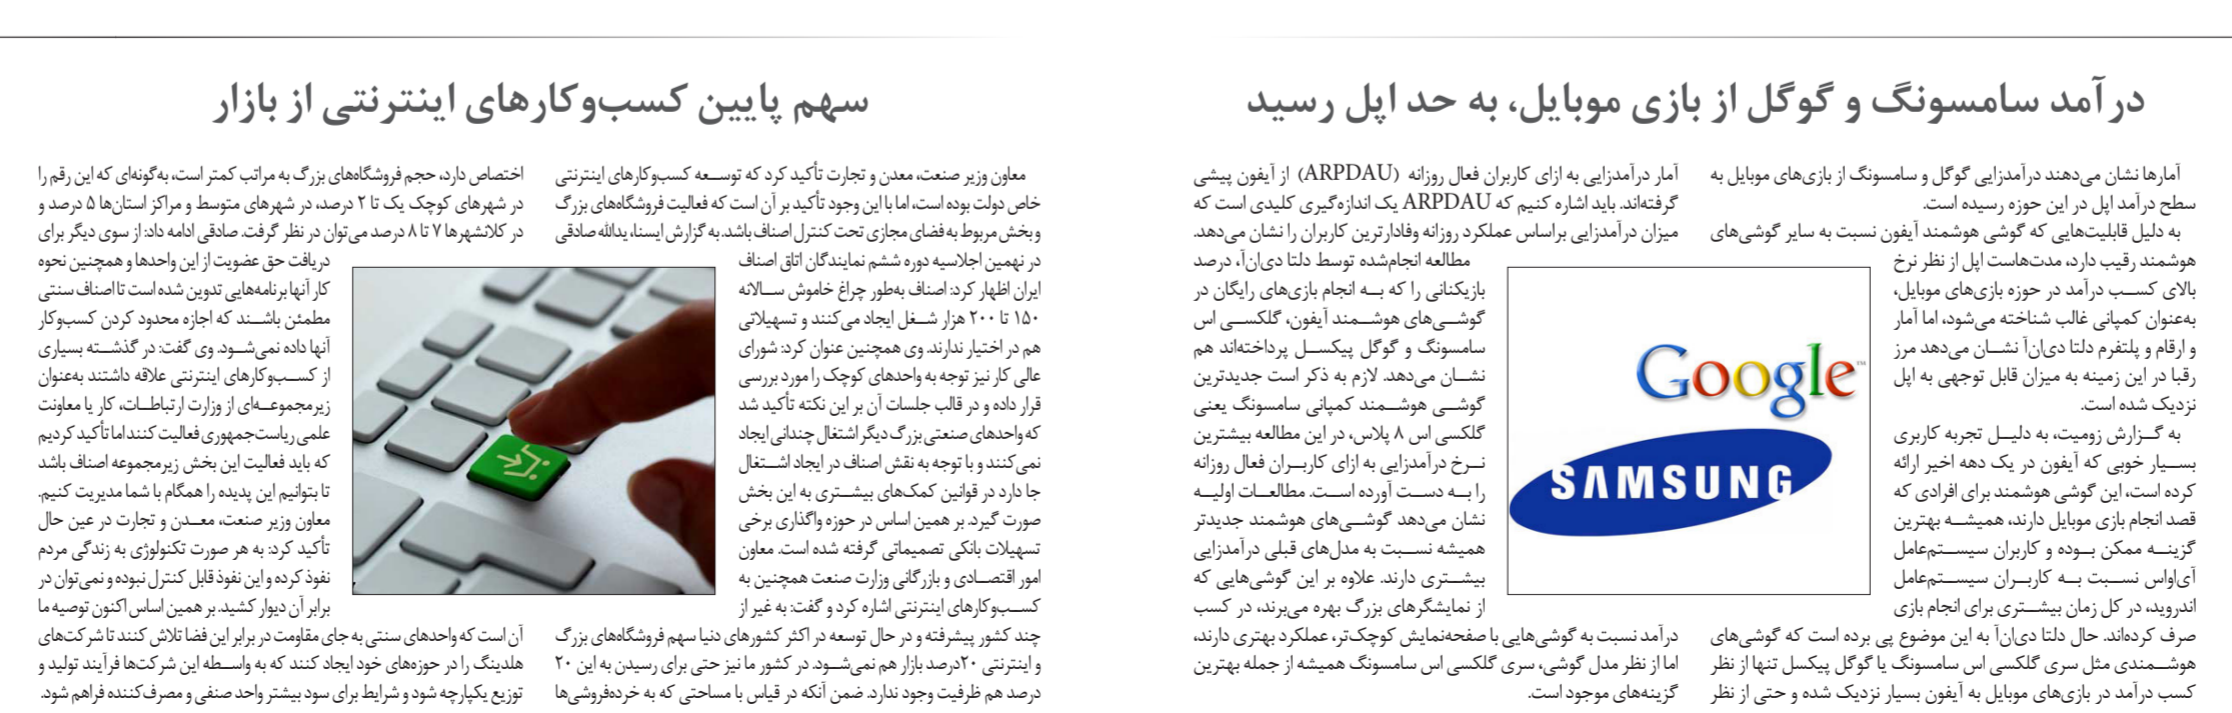 درآمد سامسونگ و گوگل از بازی موبایل، به حد اپل رسید
آمارها نشان می‌دهند درآمدزایی گوگل و سامسونگ از بازی‌های موبایل به
سطح درآمد اپل در این حوزه رسیده است.
به دلیل قابلیت‌هایی که گوشی هوشمند آیفون نسبت به سایر گوشی‌های
هوشمند رقیب دارد، مدت‌هاست اپل از نظر نرخ
بالای کسب درآمد در حوزه بازی‌های موبایل،
به‌عنوان کمپانی غالب شناخته می‌شود، اما آمار
و ارقام و پلتفرم دلتا دی‌ان‌آ نشان می‌دهد مرز
رقبا در این زمینه به میزان قابل توجهی به اپل
نزدیک شده است.
به گزارش زومیت، به دلیل تجربه کاربری
بسیار خوبی که آیفون در یک دهه اخیر ارائه
کرده است، این گوشی هوشمند برای افرادی که
قصد انجام بازی موبایل دارند، همیشه بهترین
گزینه ممکن بوده و کاربران سیستم‌عامل
آی‌اواس نسبت به کاربران سیستم‌عامل
اندروید، در کل زمان بیشتری برای انجام بازی
صرف کرده‌اند. حال دلتا دی‌ان‌آ به این موضوع پی برده است که گوشی‌های
هوشمندی مثل سری گلکسی اس سامسونگ یا گوگل پیکسل تنها از نظر
کسب درآمد در بازی‌های موبایل به آیفون بسیار نزدیک شده و حتی از نظر
آمار درآمدزایی به ازای کاربران فعال روزانه (ARPDAU) از آیفون پیشی
گرفته‌اند. باید اشاره کنیم که ARPDAU یک اندازه‌گیری کلیدی است که
میزان درآمدزایی براساس عملکرد روزانه وفادارترین کاربران را نشان می‌دهد.
مطالعه انجام‌شده توسط دلتا دی‌ان‌آ، درصد
بازیکنانی را که به انجام بازی‌های رایگان در
گوشی‌های هوشمند آیفون، گلکسی اس
سامسونگ و گوگل پیکسل پرداخته‌اند هم
نشان می‌دهد. لازم به ذکر است جدیدترین
گوشی هوشمند کمپانی سامسونگ یعنی
گلکسی اس ۸ پلاس، در این مطالعه بیشترین
نرخ درآمدزایی به ازای کاربران فعال روزانه
را به دست آورده است. مطالعات اولیه
نشان می‌دهد گوشی‌های هوشمند جدیدتر
همیشه نسبت به مدل‌های قبلی درآمدزایی
بیشتری دارند. علاوه بر این گوشی‌هایی که
از نمایشگرهای بزرگ بهره می‌برند، در کسب
درآمد نسبت به گوشی‌هایی با صفحه‌نمایش کوچک‌تر، عملکرد بهتری دارند،
اما از نظر مدل گوشی، سری گلکسی اس سامسونگ همیشه از جمله بهترین
گزینه‌های موجود است.
Google™
SAMSUNG
سهم پایین کسب‌وکارهای اینترنتی از بازار
معاون وزیر صنعت، معدن و تجارت تأکید کرد که توسعه کسب‌وکارهای اینترنتی
خاص دولت بوده است، اما با این وجود تأکید بر آن است که فعالیت فروشگاه‌های بزرگ
و بخش مربوط به فضای مجازی تحت کنترل اصناف باشد. به گزارش ایسنا، یدالله صادقی
در نهمین اجلاسیه دوره ششم نمایندگان اتاق اصناف
ایران اظهار کرد: اصناف به‌طور چراغ خاموش سالانه
۱۵۰ تا ۲۰۰ هزار شغل ایجاد می‌کنند و تسهیلاتی
هم در اختیار ندارند. وی همچنین عنوان کرد: شورای
عالی کار نیز توجه به واحدهای کوچک را مورد بررسی
قرار داده و در قالب جلسات آن بر این نکته تأکید شد
که واحدهای صنعتی بزرگ دیگر اشتغال چندانی ایجاد
نمی‌کنند و با توجه به نقش اصناف در ایجاد اشتغال
جا دارد در قوانین کمک‌های بیشتری به این بخش
صورت گیرد. بر همین اساس در حوزه واگذاری برخی
تسهیلات بانکی تصمیماتی گرفته شده است. معاون
امور اقتصادی و بازرگانی وزارت صنعت همچنین به
کسب‌وکارهای اینترنتی اشاره کرد و گفت: به غیر از
چند کشور پیشرفته و در حال توسعه در اکثر کشورهای دنیا سهم فروشگاه‌های بزرگ
و اینترنتی ۲۰درصد بازار هم نمی‌شود. در کشور ما نیز حتی برای رسیدن به این ۲۰
درصد هم ظرفیت وجود ندارد. ضمن آنکه در قیاس با مساحتی که به خرده‌فروشی‌ها
اختصاص دارد، حجم فروشگاه‌های بزرگ به مراتب کمتر است، به‌گونه‌ای که این رقم را
در شهرهای کوچک یک تا ۲ درصد، در شهرهای متوسط و مراکز استان‌ها ۵ درصد و
در کلانشهرها ۷ تا ۸ درصد می‌توان در نظر گرفت. صادقی ادامه داد: از سوی دیگر برای
دریافت حق عضویت از این واحدها و همچنین نحوه
کار آنها برنامه‌هایی تدوین شده است تا اصناف سنتی
مطمئن باشند که اجازه محدود کردن کسب‌وکار
آنها داده نمی‌شود. وی گفت: در گذشته بسیاری
از کسب‌وکارهای اینترنتی علاقه داشتند به‌عنوان
زیرمجموعه‌ای از وزارت ارتباطات، کار یا معاونت
علمی ریاست‌جمهوری فعالیت کنند اما تأکید کردیم
که باید فعالیت این بخش زیرمجموعه اصناف باشد
تا بتوانیم این پدیده را همگام با شما مدیریت کنیم.
معاون وزیر صنعت، معدن و تجارت در عین حال
تأکید کرد: به هر صورت تکنولوژی به زندگی مردم
نفوذ کرده و این نفوذ قابل کنترل نبوده و نمی‌توان در
برابر آن دیوار کشید. بر همین اساس اکنون توصیه ما
آن است که واحدهای سنتی به جای مقاومت در برابر این فضا تلاش کنند تا شرکت‌های
هلدینگ را در حوزه‌های خود ایجاد کنند که به واسطه این شرکت‌ها فرآیند تولید و
توزیع یکپارچه شود و شرایط برای سود بیشتر واحد صنفی و مصرف‌کننده فراهم شود.